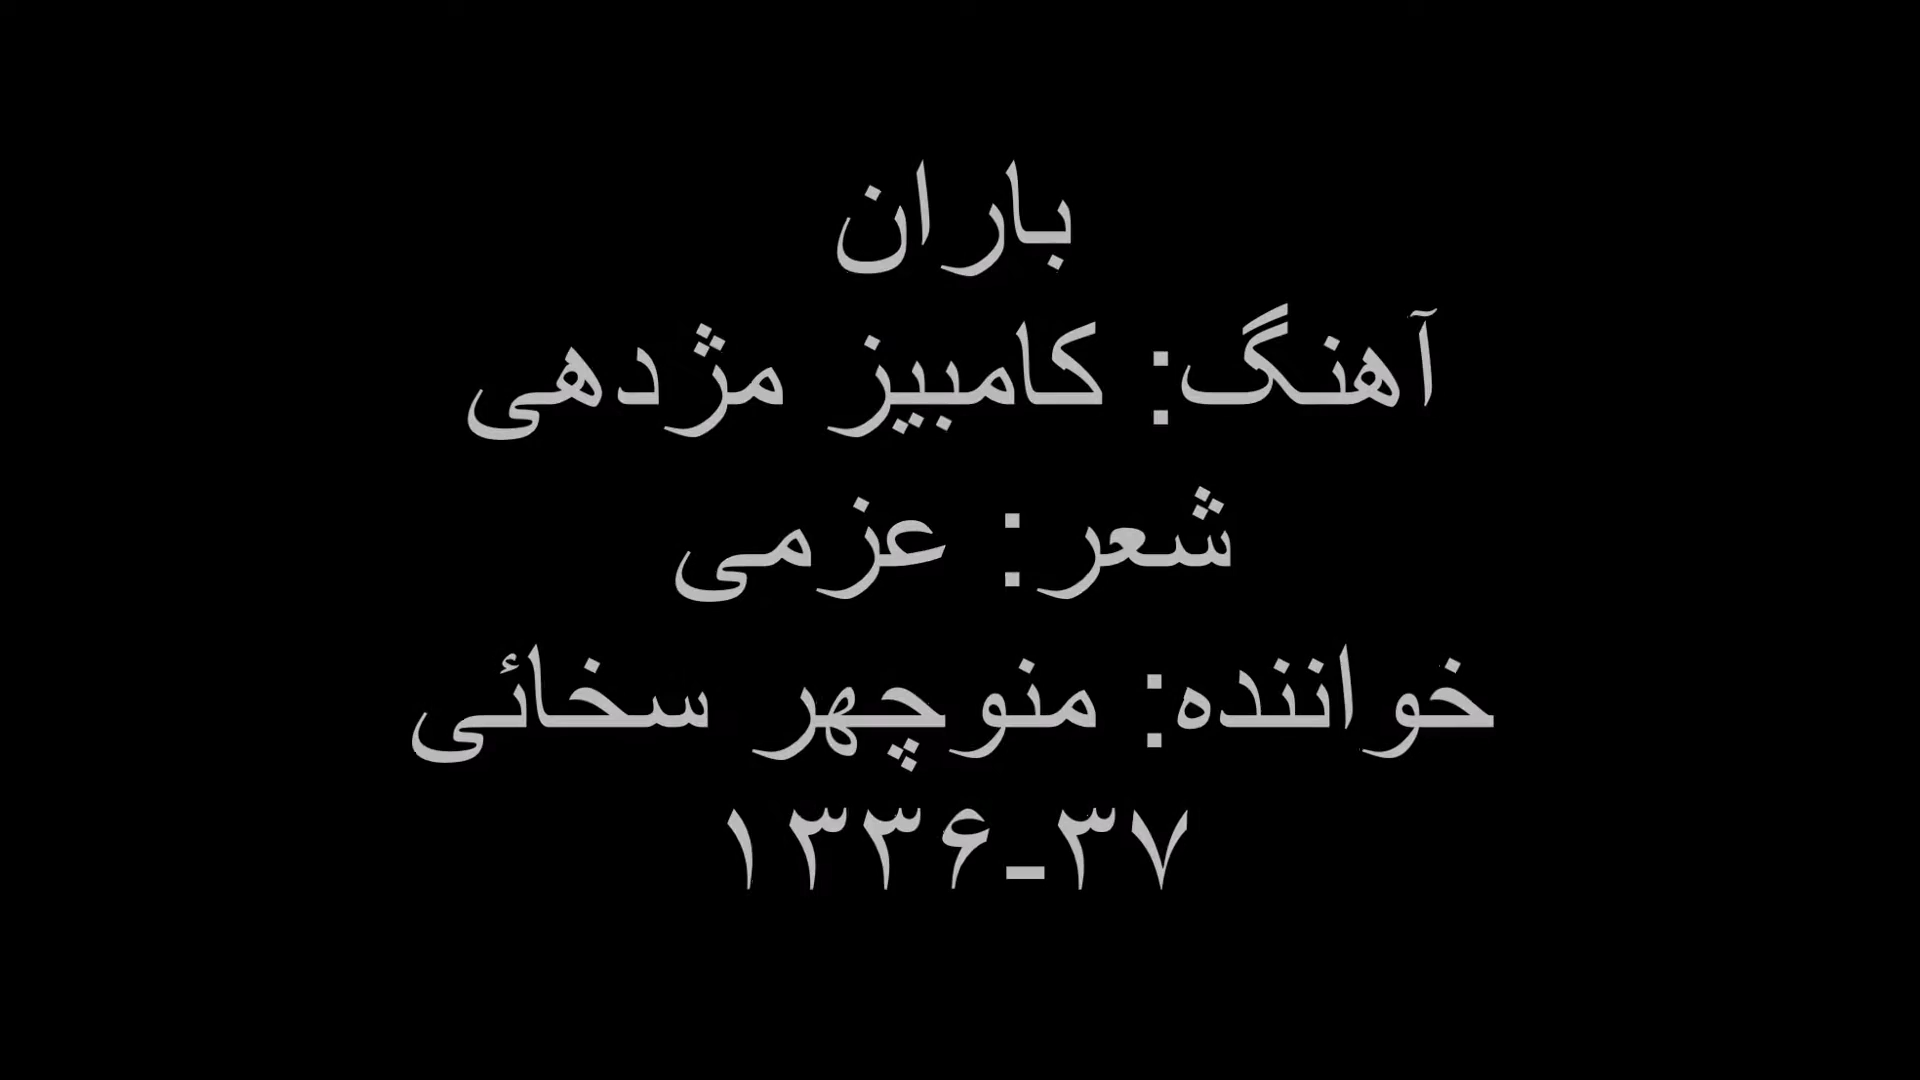 باران
آهنگ: کامبیز مژدهی
شعر: عزمی
خواننده: منوچهر سخائی
۱۳۳۶-۳۷